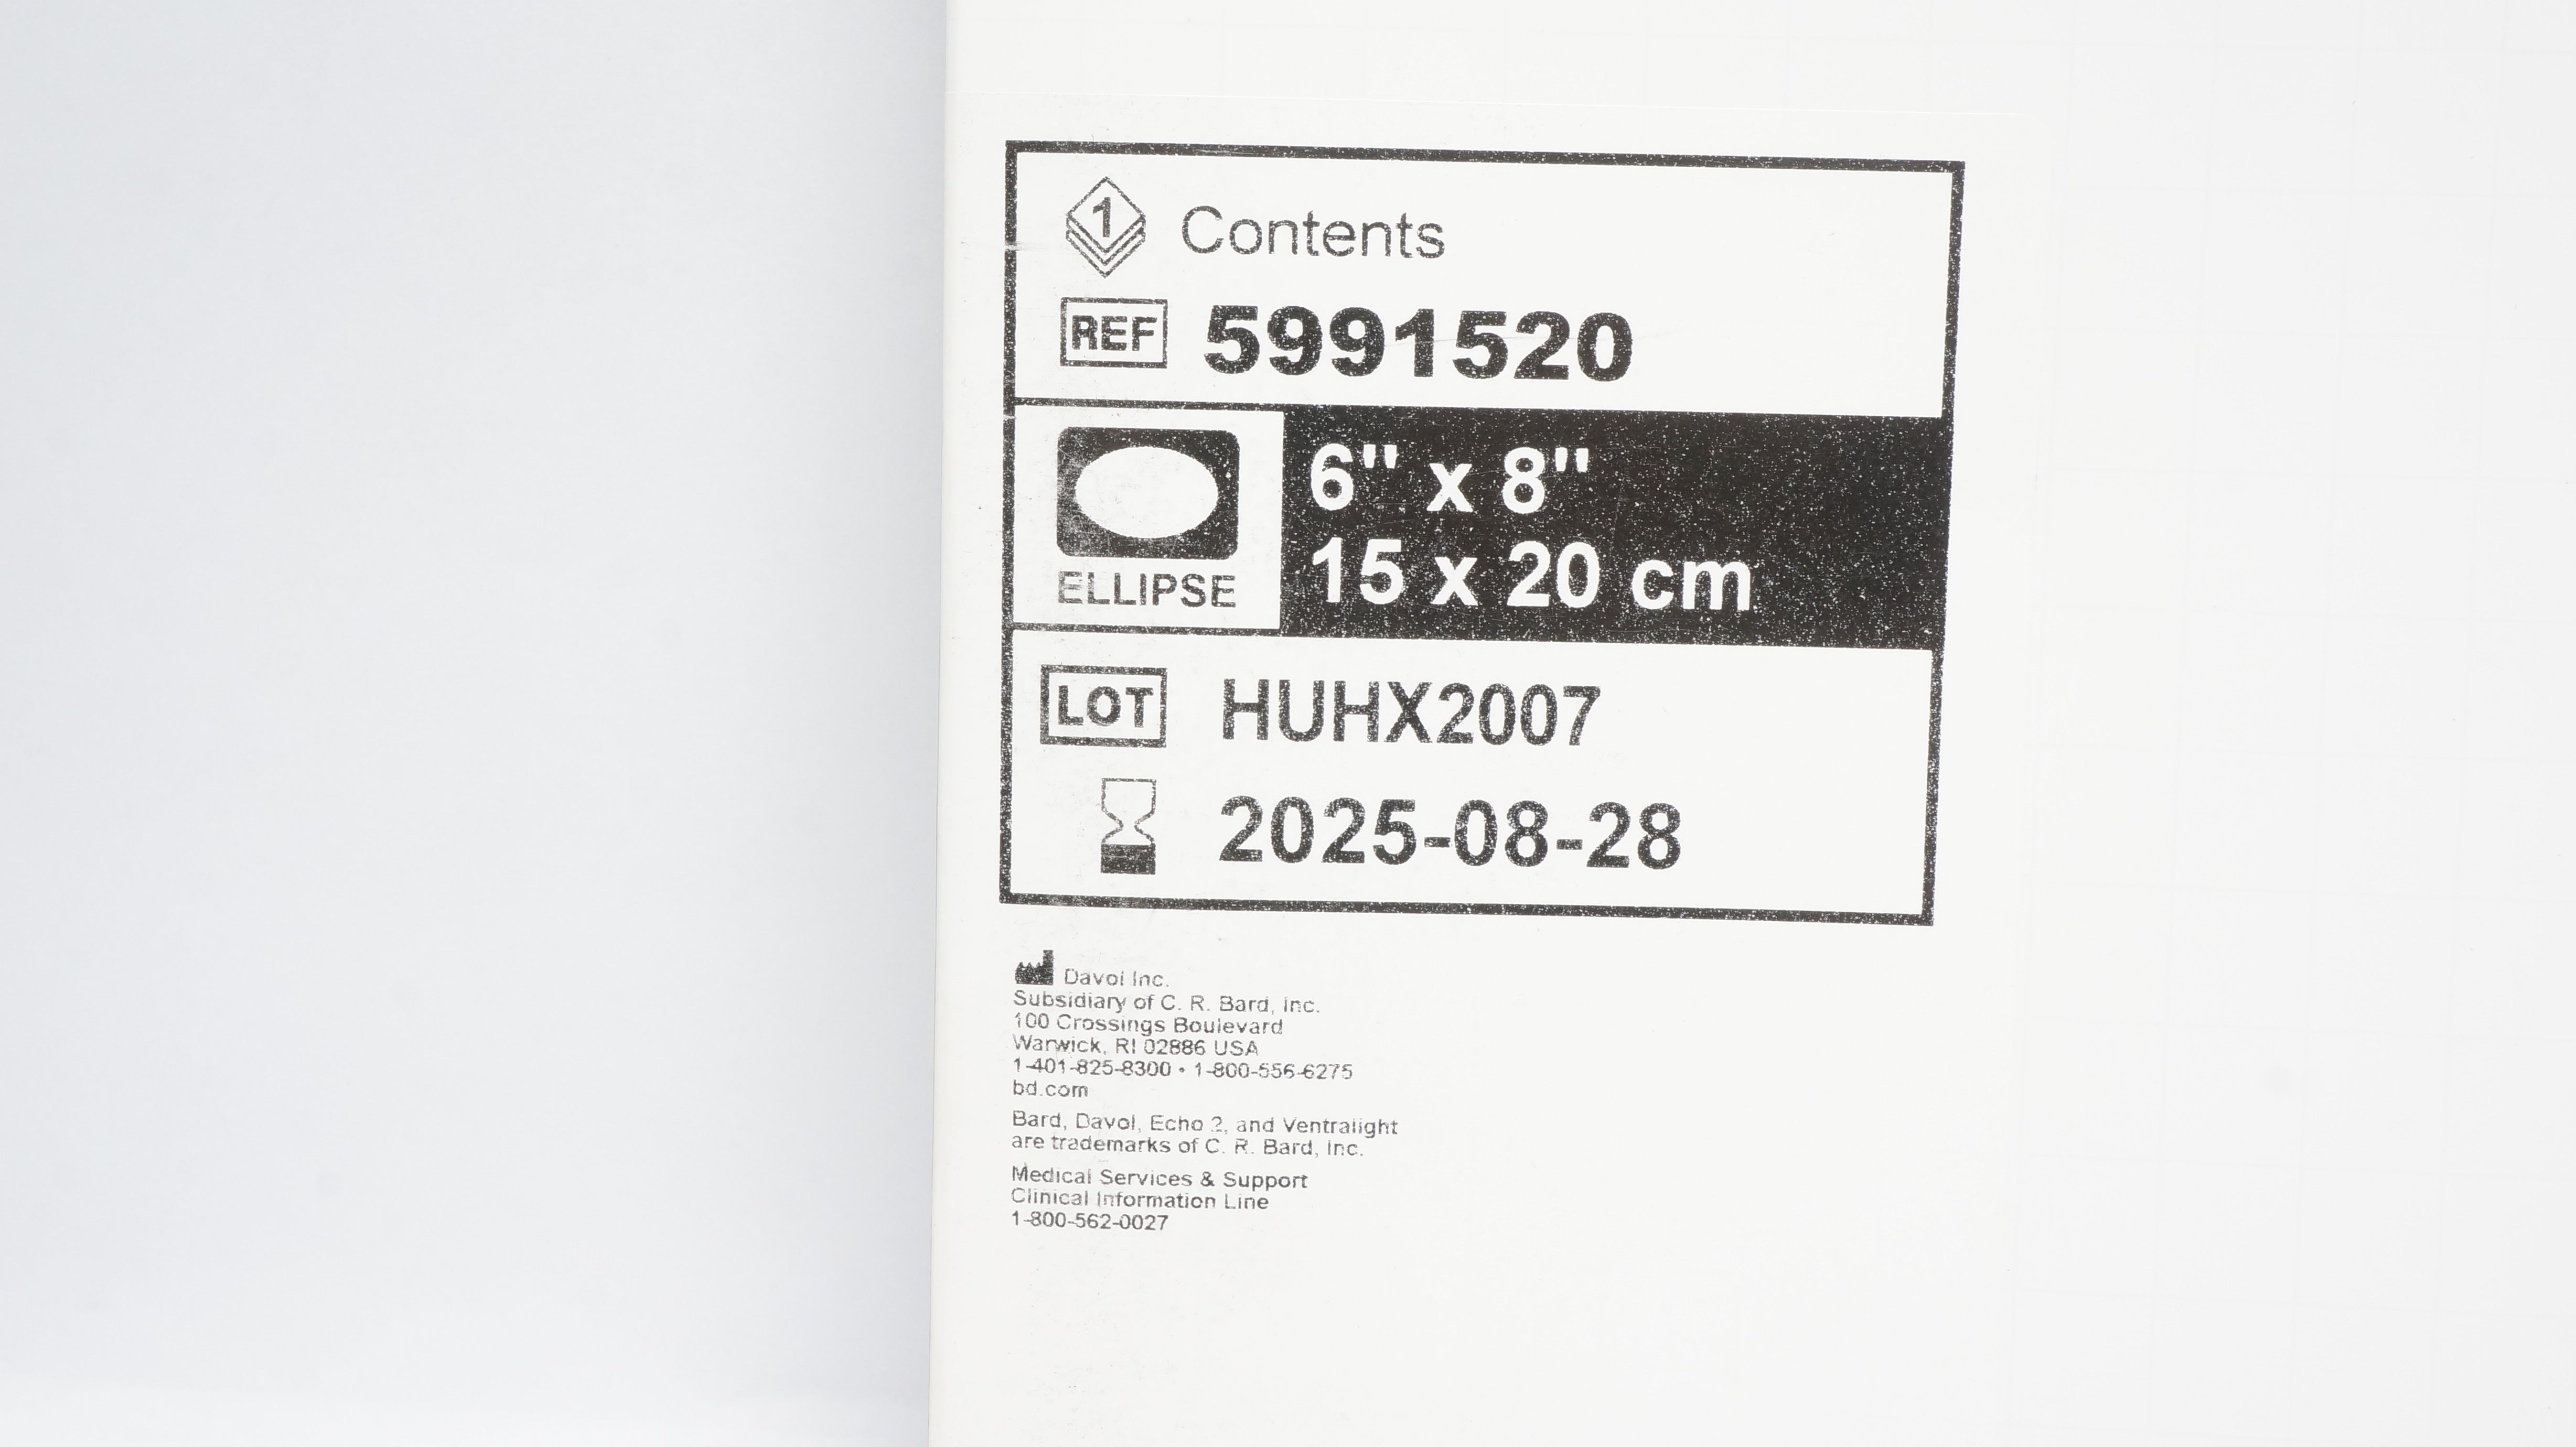 1 Contents
REF 5991520
6" x 8"
15 x 20 cm
ELLIPSE
LOT HUHX2007
2025-08-28
Davol Inc.
Subsidiary of C. R. Bard, Inc.
100 Crossings Boulevard
Warwick, RI 02886 USA
1-401-825-8300 • 1-800-556-6275
bd.com
Bard, Davol, Echo 2, and Ventralight
are trademarks of C. R. Bard, Inc.
Medical Services & Support
Clinical Information Line
1-800-562-0027